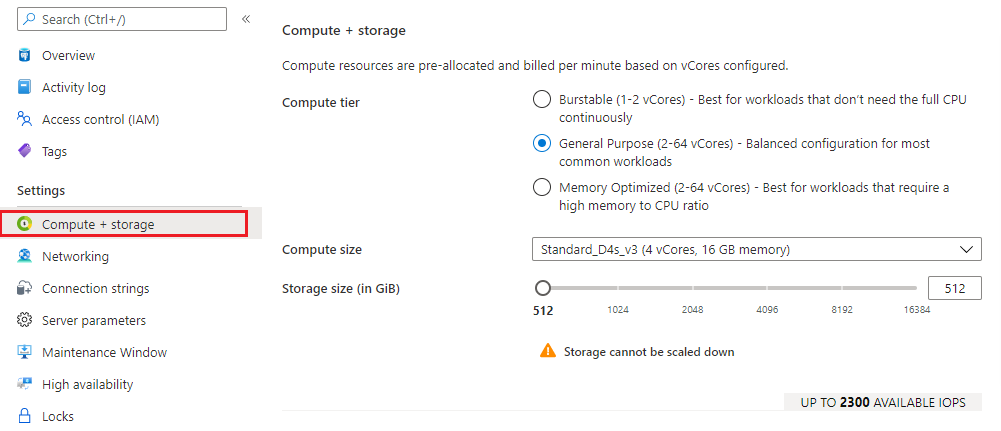 Search (Ctrl+/)
«
Overview
Activity log
Access control (IAM)
Tags
Settings
Compute + storage
Networking
Connection strings
Server parameters
Maintenance Window
High availability
Locks
Compute + storage
Compute resources are pre-allocated and billed per minute based on vCores configured.
Compute tier
Burstable (1-2 vCores) - Best for workloads that don't need the full CPU
continuously
General Purpose (2-64 vCores) - Balanced configuration for most
common workloads
Memory Optimized (2-64 vCores) - Best for workloads that require a
high memory to CPU ratio
Compute size
Standard_D4s_v3 (4 vCores, 16 GB memory)
Storage size (in GiB)
512
512 1024 2048 4096 8192 16384
Storage cannot be scaled down
UP TO 2300 AVAILABLE IOPS